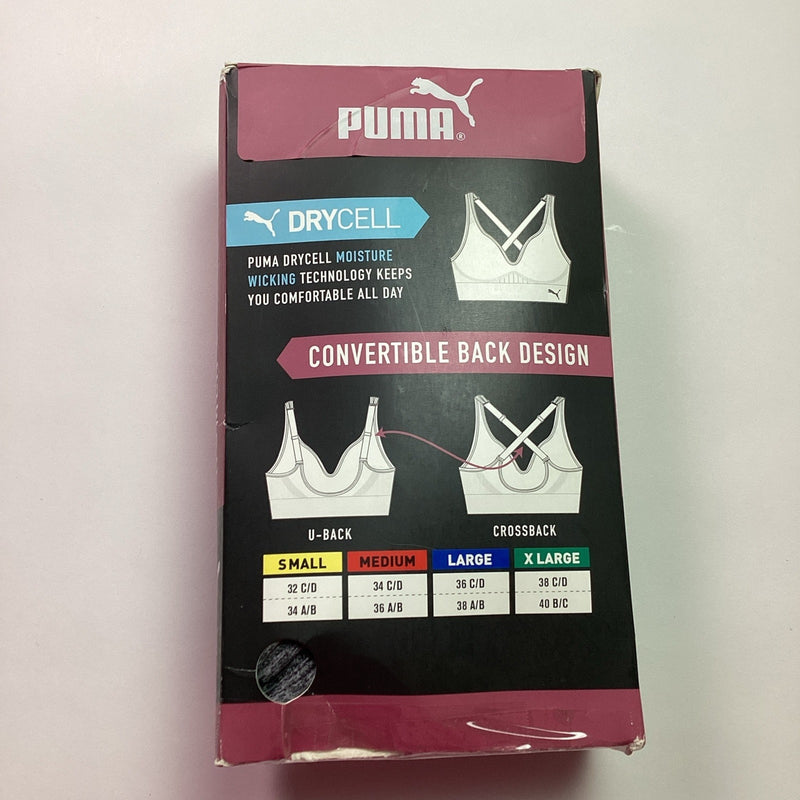 PUMA®
DRYCELL
PUMA DRYCELL MOISTURE
WICKING TECHNOLOGY KEEPS
YOU COMFORTABLE ALL DAY
CONVERTIBLE BACK DESIGN
U-BACK
CROSSBACK
SMALL MEDIUM LARGE X LARGE
32 C/D 34 C/D 36 C/D 38 C/D
34 A/B 36 A/B 38 A/B 40 B/C